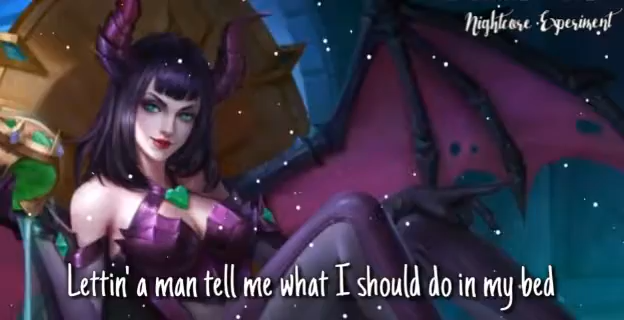 Nightcore Experiment
Lettin' a man tell me what I should do in my bed